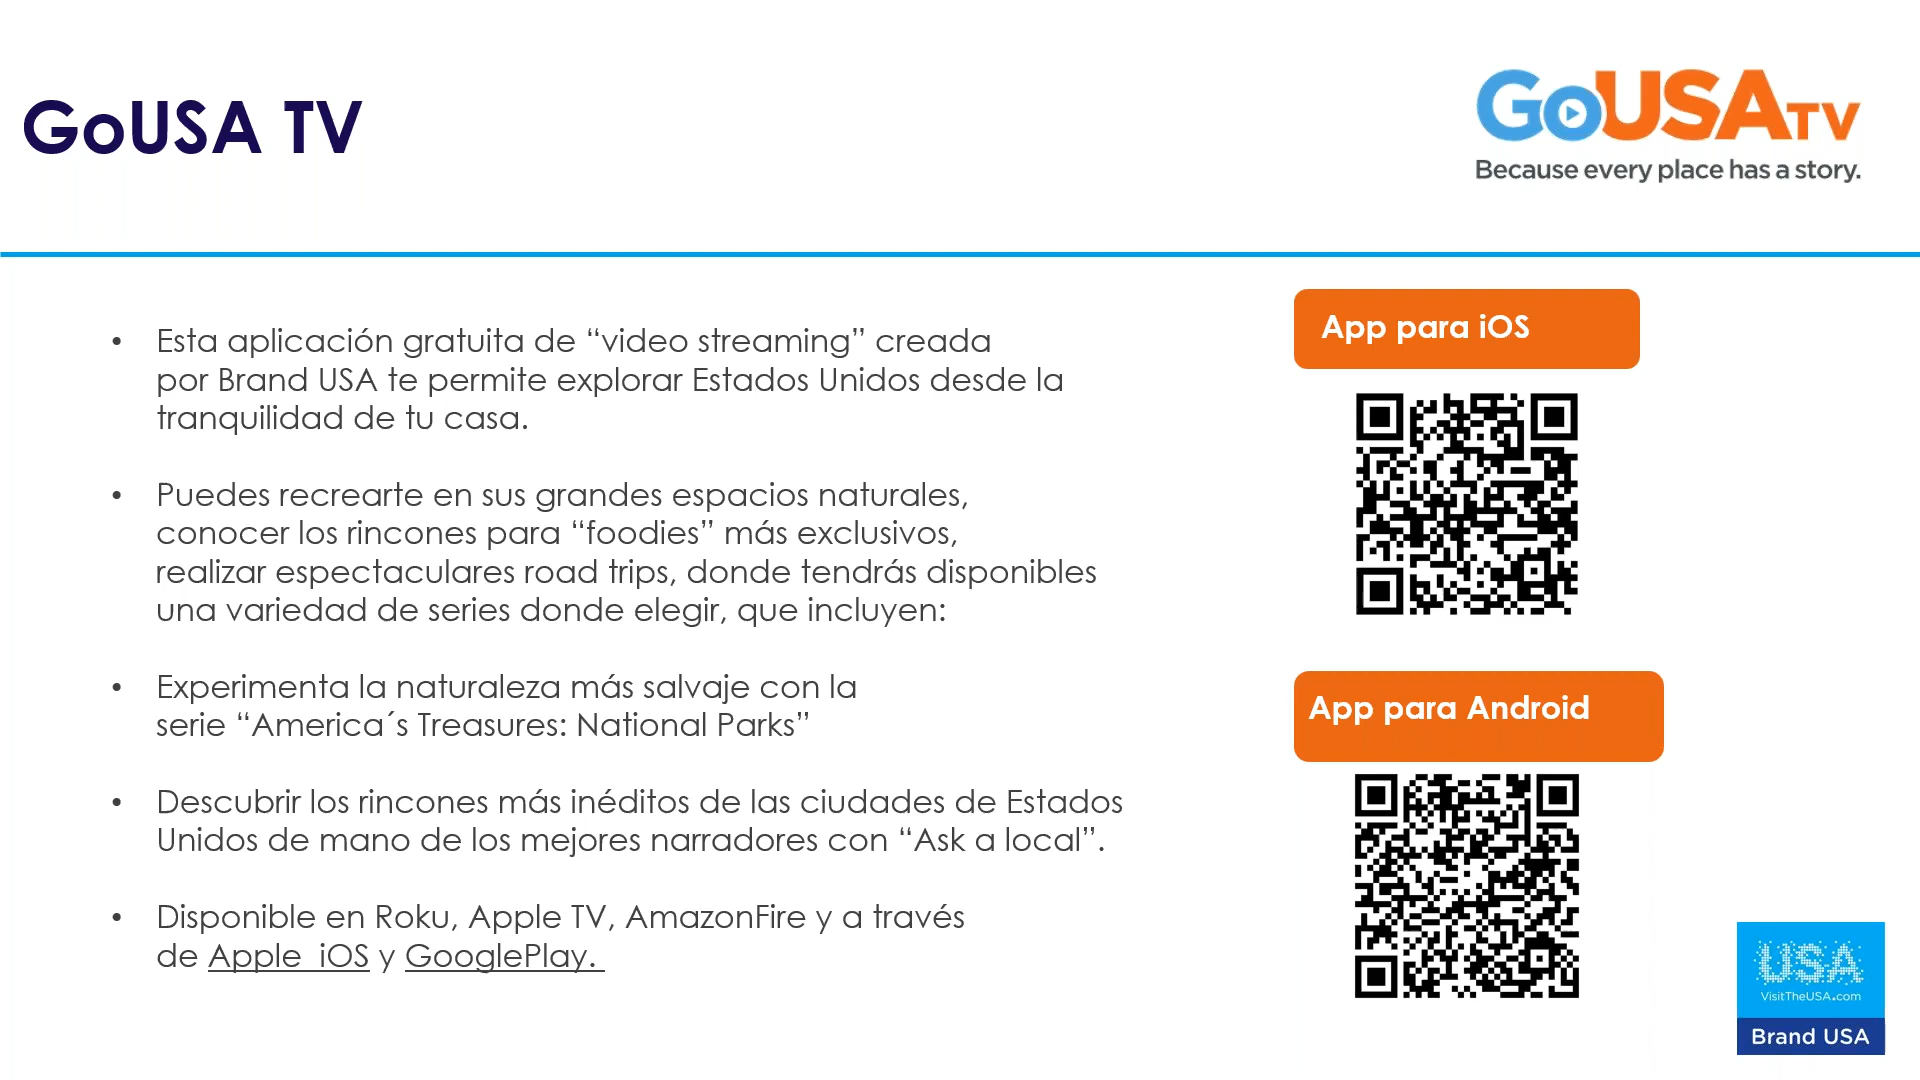 GoUSA TV
GoUSATV
Because every place has a story.
• Esta aplicación gratuita de “video streaming” creada
por Brand USA te permite explorar Estados Unidos desde la
tranquilidad de tu casa.
• Puedes recrearte en sus grandes espacios naturales,
conocer los rincones para “foodies” más exclusivos,
realizar espectaculares road trips, donde tendrás disponibles
una variedad de series donde elegir, que incluyen:
• Experimenta la naturaleza más salvaje con la
serie “America´s Treasures: National Parks”
• Descubrir los rincones más inéditos de las ciudades de Estados
Unidos de mano de los mejores narradores con “Ask a local”.
• Disponible en Roku, Apple TV, AmazonFire y a través
de Apple  iOS y GooglePlay.
App para iOS
App para Android
USA
VisitTheUSA.com
Brand USA